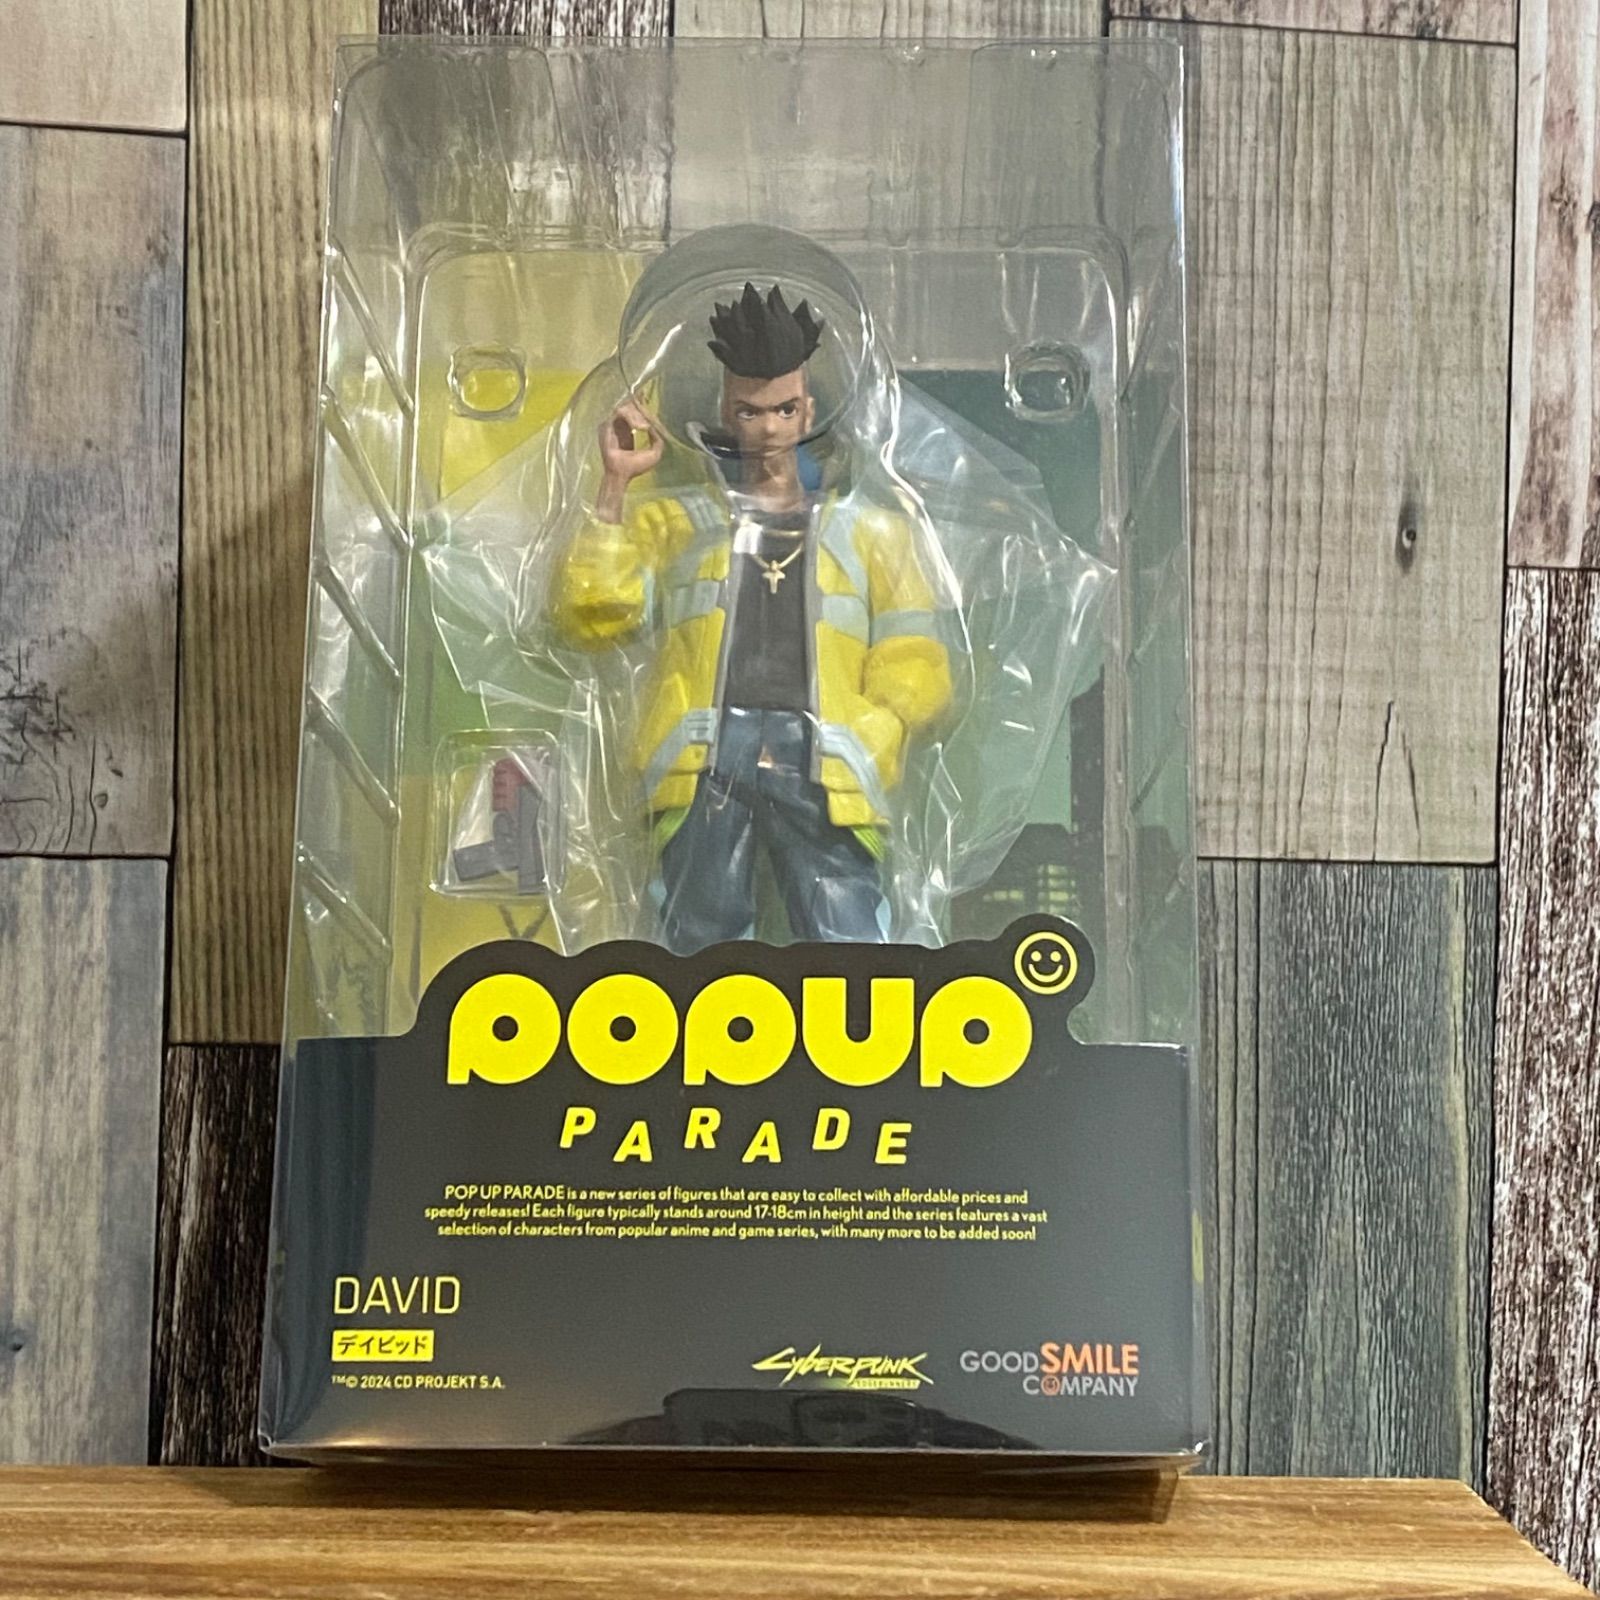 POPUP
PARADE
POP UP PARADE is a new series of figures that are easy to collect with affordable prices and
speedy releases! Each figure typically stands around 17-18cm in height and the series features a vast
selection of characters from popular anime and game series, with many more to be added soon!
DAVID
デイビッド
™© 2024 CD PROJEKT S.A.
Cyberpunk
EDGERUNNERS
GOOD SMILE
COMPANY